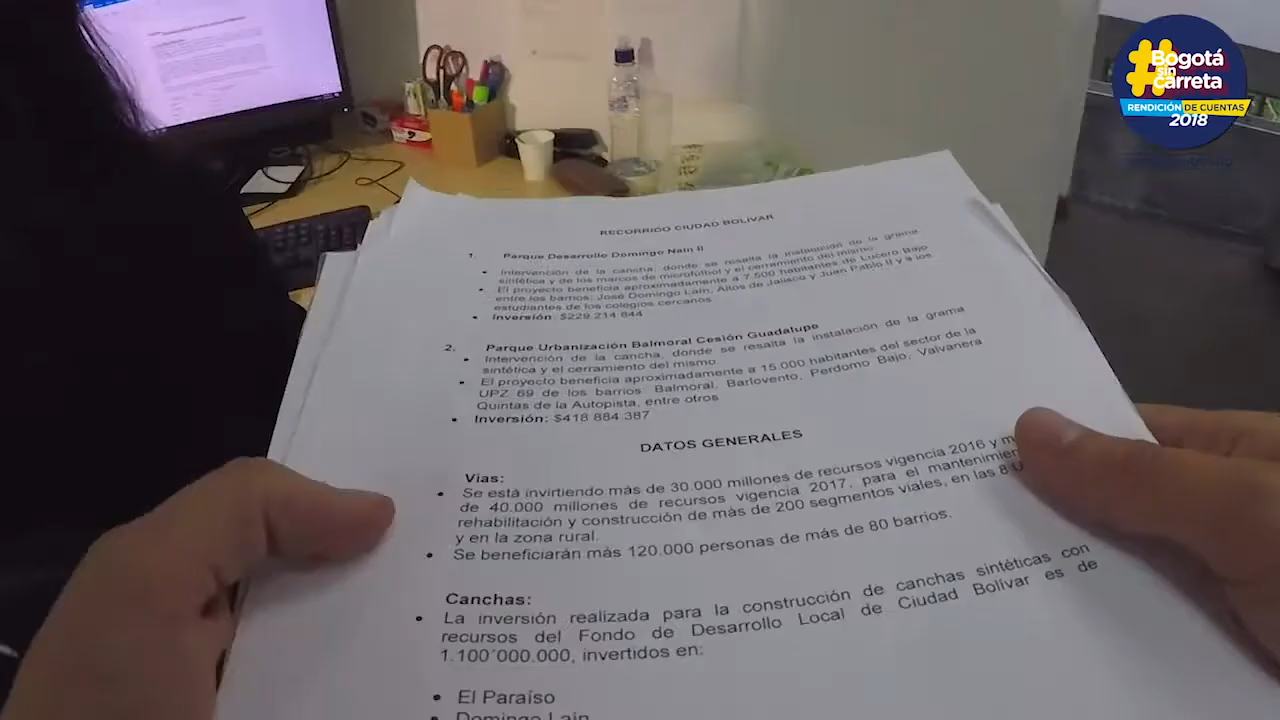 #Bogotá
sin
carreta
RENDICIÓN DE CUENTAS
2018
RECORRIDO CIUDAD BOLIVAR
1. Parque Desarrollo Domingo Nain II
• Intervención de la cancha, donde se resalta la instalación de la grama
sintética y de los marcos de microfútbol y el cerramiento del mismo
• El proyecto beneficia aproximadamente a 7.500 habitantes de Lucero Bajo
entre los barrios: José Domingo Laín, Altos de Jalisco y Juan Pablo II y a los
estudiantes de los colegios cercanos
• Inversión: $229.214.844
2. Parque Urbanización Balmoral Cesión Guadalupe
• Intervención de la cancha, donde se resalta la instalación de la grama
sintética y el cerramiento del mismo
• El proyecto beneficia aproximadamente a 15.000 habitantes del sector de la
UPZ 69 de los barrios Balmoral, Barlovento, Perdomo Bajo, Valvanera
Quintas de la Autopista, entre otros
• Inversión: $418.884.387
DATOS GENERALES
Vías:
• Se está invirtiendo más de 30.000 millones de recursos vigencia 2016 y
de 40.000 millones de recursos vigencia 2017, para el
rehabilitación y construcción de más de 200 segmentos viales, en las 8
y en la zona rural.
• Se beneficiarán más 120.000 personas de más de 80 barrios.
Canchas:
• La inversión realizada para la construcción de canchas sintéticas con
recursos del Fondo de Desarrollo Local de Ciudad Bolívar es de
1.100´000.000, invertidos en:
• El Paraíso
• Domingo Laín